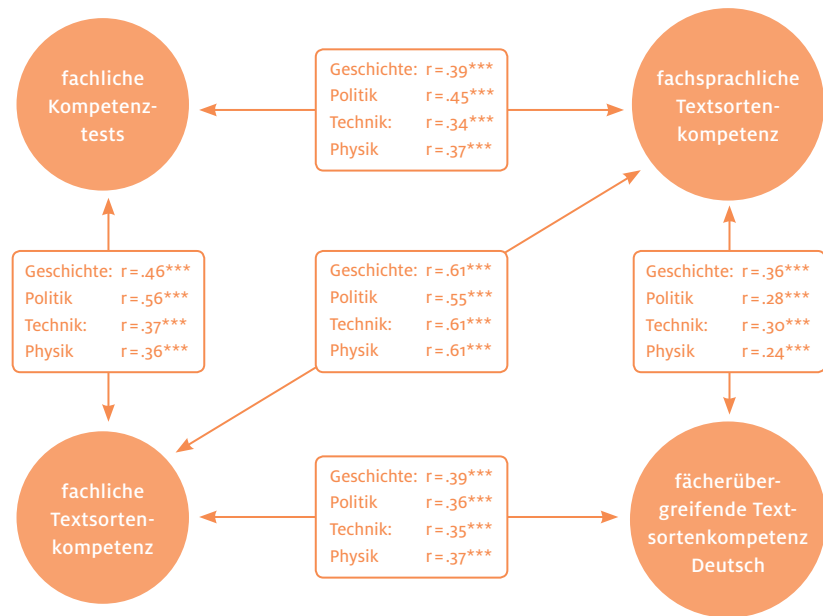 fachliche
Kompetenz-
tests
Geschichte: r = .39***
Politik r = .45***
Technik: r = .34***
Physik r = .37***
fachsprachliche
Textsorten-
kompetenz
Geschichte: r = .46***
Politik r = .56***
Technik: r = .37***
Physik r = .36***
Geschichte: r = .61***
Politik r = .55***
Technik: r = .61***
Physik r = .61***
Geschichte: r = .36***
Politik r = .28***
Technik: r = .30***
Physik r = .24***
fachliche
Textsorten-
kompetenz
Geschichte: r = .39***
Politik r = .36***
Technik: r = .35***
Physik r = .37***
fächerüber-
greifende Text-
sortenkompetenz
Deutsch